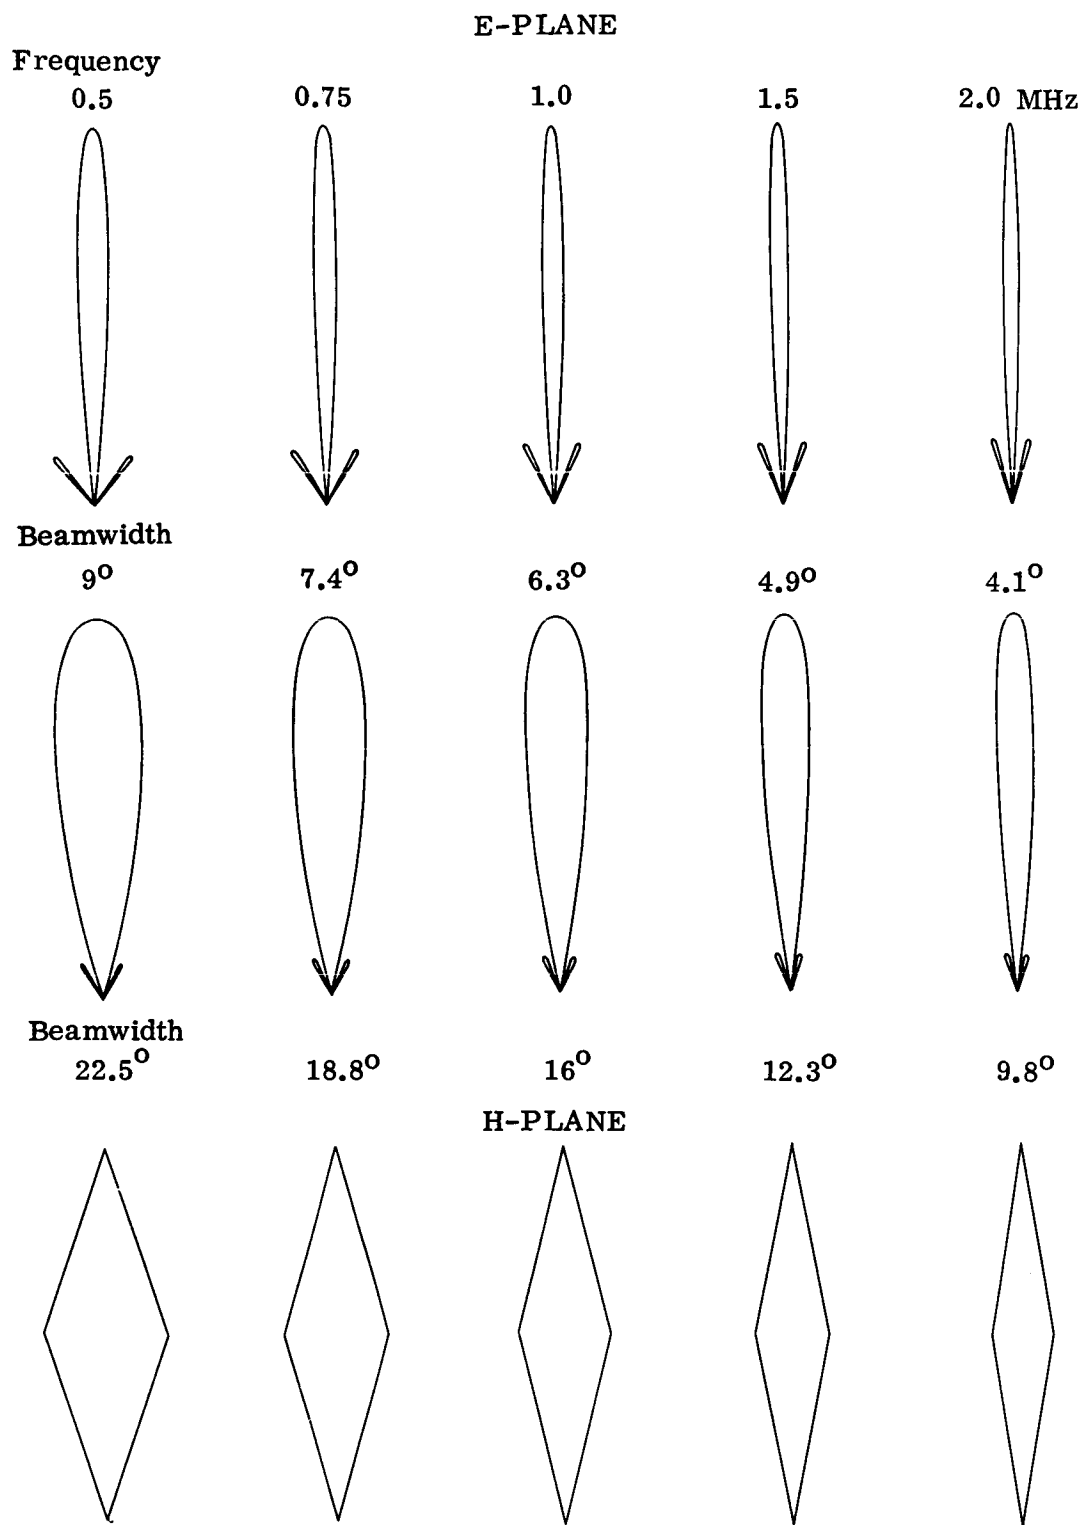 E-PLANE
Frequency
0.5 0.75 1.0 1.5 2.0 MHz
Beamwidth
9° 7.4° 6.3° 4.9° 4.1°
Beamwidth
22.5° 18.8° 16° 12.3° 9.8°
H-PLANE